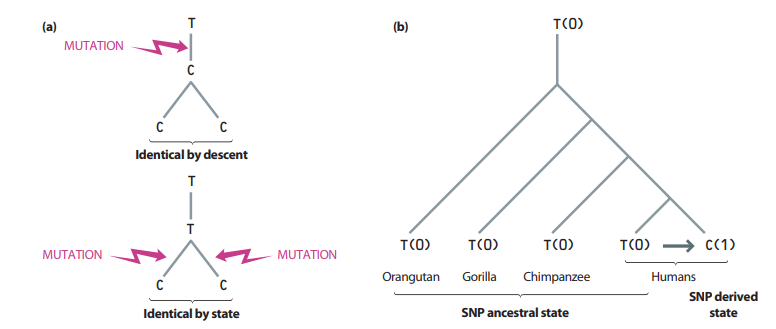 (a)
T
MUTATION
C
C C
Identical by descent
T
T
MUTATION MUTATION
C C
Identical by state
(b)
T(0)
T(0) T(0) T(0) T(0) C(1)
Orangutan Gorilla Chimpanzee Humans
SNP ancestral state
SNP derived
state